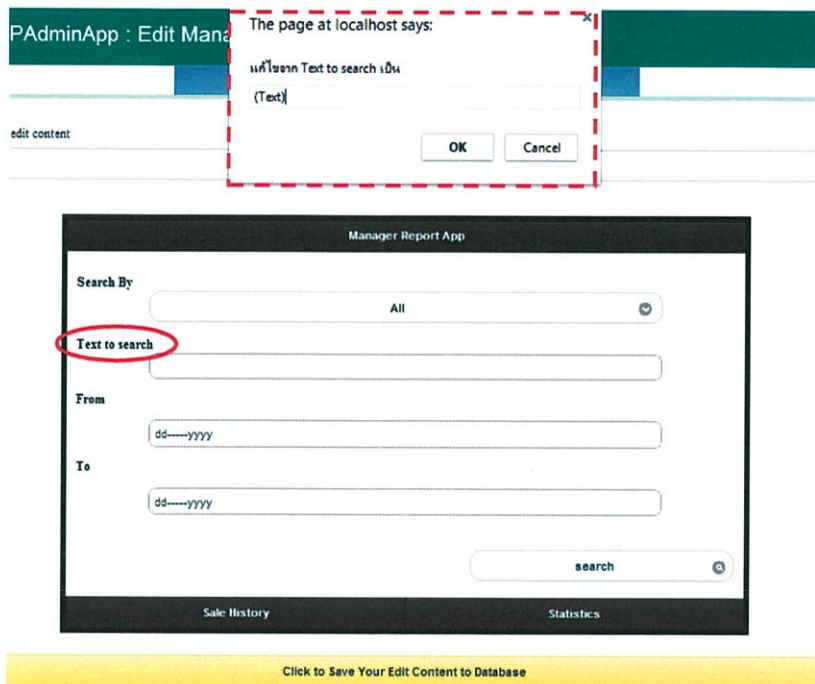 PAdminApp : Edit Mana
The page at localhost says:
x
แก้ไขจาก Text to search เป็น
{Text}
OK
Cancel
edit content
Manager Report App
Search By
All
Text to search
From
dd-----yyyy
To
dd-----yyyy
search
Sale History
Statistics
Click to Save Your Edit Content to Database